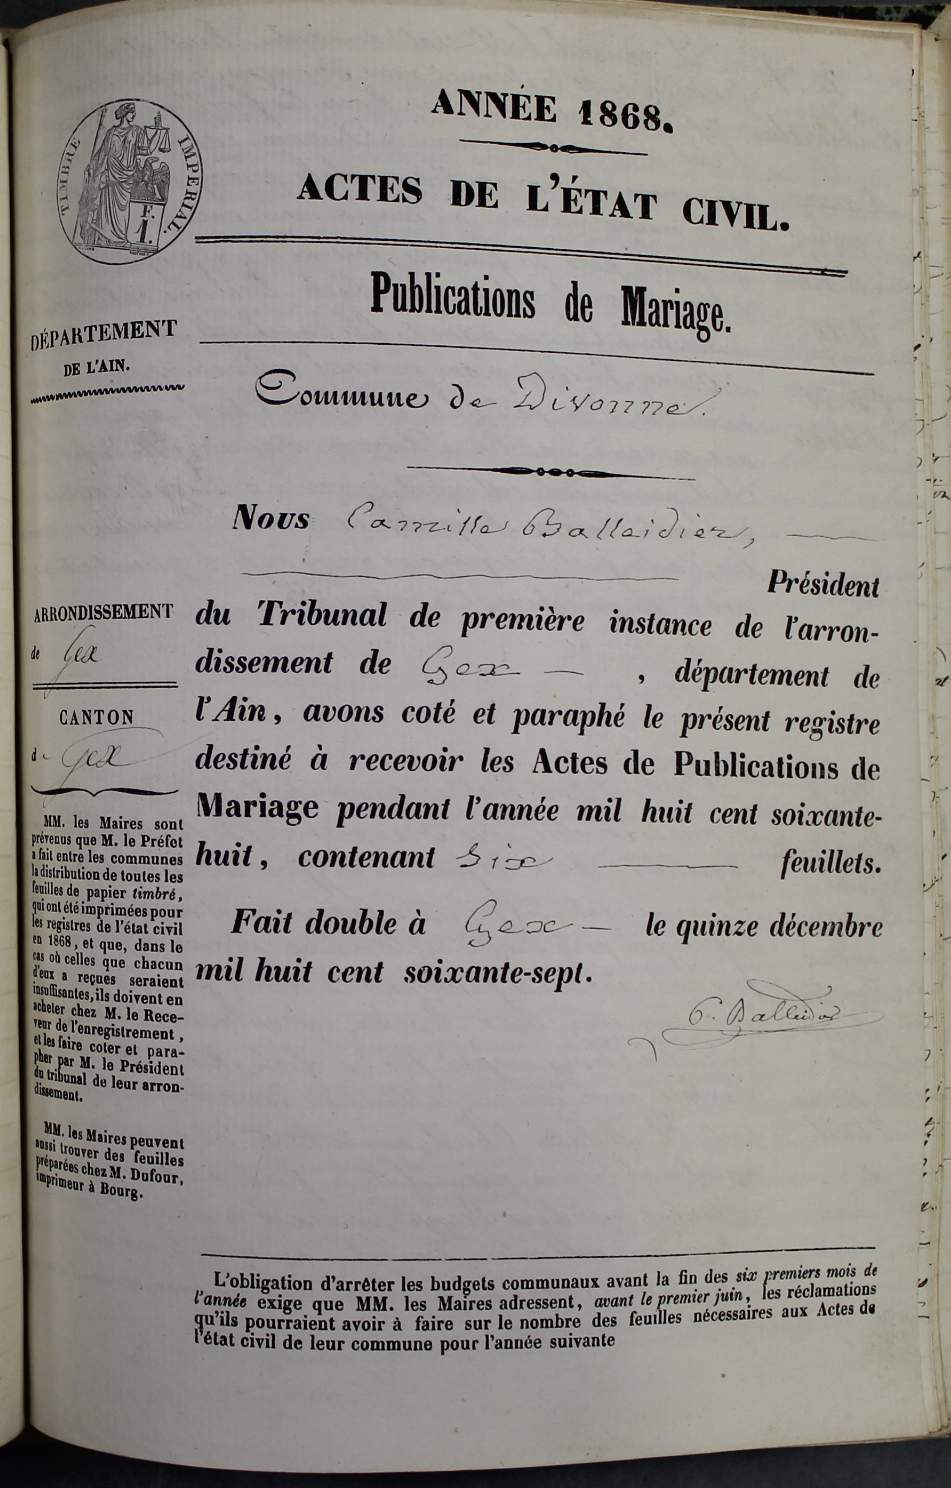 ANNÉE 1868.
ACTES DE L'ÉTAT CIVIL.
TIMBRE IMPÉRIAL.
F.
1.
Publications de Mariage.
DÉPARTEMENT
DE L'AIN.
Commune de Divonne.
Nous Camille Balleidier,
Président
du Tribunal de première instance de l'arron-
dissement de Gex , département de
l'Ain, avons coté et paraphé le présent registre
destiné à recevoir les Actes de Publications de
Mariage pendant l'année mil huit cent soixante-
huit, contenant six feuillets.
Fait double à Gex le quinze décembre
mil huit cent soixante-sept.
C. Balleidier
ARRONDISSEMENT
de Gex
CANTON
de Gex
MM. les Maires sont
prévenus que M. le Préfet
a fait entre les communes
la distribution de toutes les
feuilles de papier timbré,
qui ont été imprimées pour
les registres de l'état civil
en 1868, et que, dans le
cas où celles que chacun
d'eux a reçues seraient
insuffisantes, ils doivent en
acheter chez M. le Rece-
veur de l'enregistrement,
et les faire coter et para-
pher par M. le Président
du tribunal de leur arron-
dissement.
MM. les Maires peuvent
aussi trouver des feuilles
préparées chez M. Dufour,
imprimeur à Bourg.
L'obligation d'arrêter les budgets communaux avant la fin des six premiers mois de
l'année exige que MM. les Maires adressent, avant le premier juin, les réclamations
qu'ils pourraient avoir à faire sur le nombre des feuilles nécessaires aux Actes de
l'état civil de leur commune pour l'année suivante